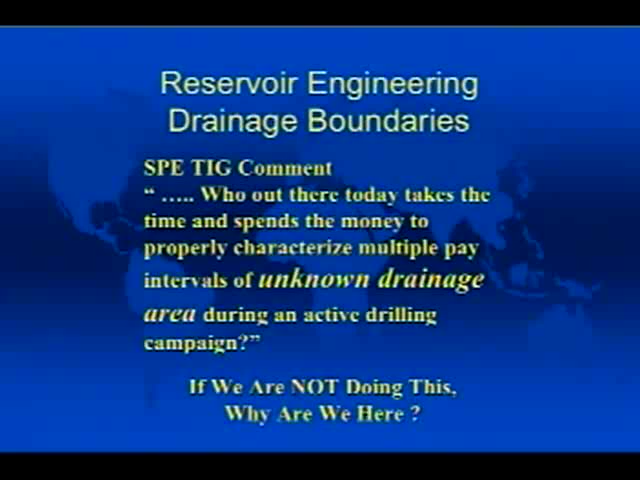 Reservoir Engineering
Drainage Boundaries
SPE TIG Comment
“ ….. Who out there today takes the
time and spends the money to
properly characterize multiple pay
intervals of unknown drainage
area during an active drilling
campaign?”
If We Are NOT Doing This,
Why Are We Here ?